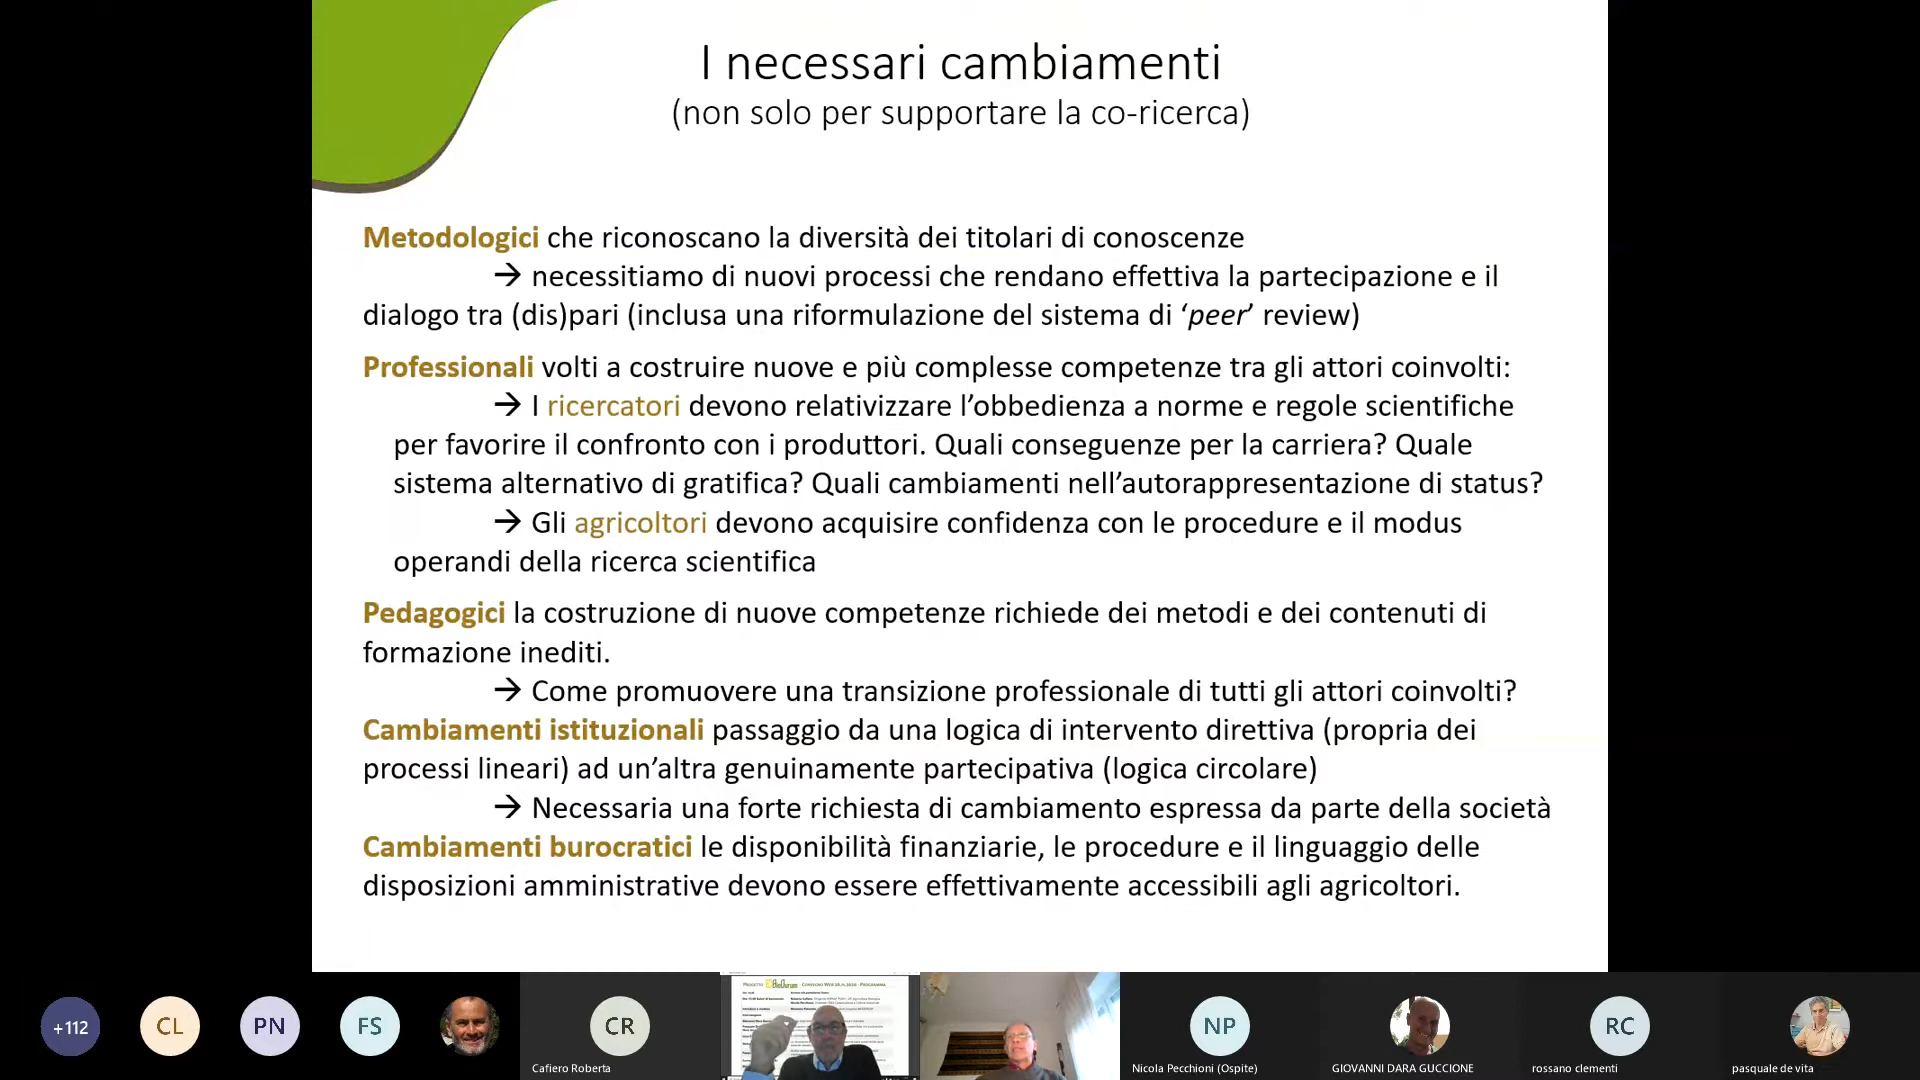 I necessari cambiamenti
(non solo per supportare la co-ricerca)
Metodologici che riconoscano la diversità dei titolari di conoscenze
→ necessitiamo di nuovi processi che rendano effettiva la partecipazione e il
dialogo tra (dis)pari (inclusa una riformulazione del sistema di ‘peer’ review)
Professionali volti a costruire nuove e più complesse competenze tra gli attori coinvolti:
→ I ricercatori devono relativizzare l’obbedienza a norme e regole scientifiche
per favorire il confronto con i produttori. Quali conseguenze per la carriera? Quale
sistema alternativo di gratifica? Quali cambiamenti nell’autorappresentazione di status?
→ Gli agricoltori devono acquisire confidenza con le procedure e il modus
operandi della ricerca scientifica
Pedagogici la costruzione di nuove competenze richiede dei metodi e dei contenuti di
formazione inediti.
→ Come promuovere una transizione professionale di tutti gli attori coinvolti?
Cambiamenti istituzionali passaggio da una logica di intervento direttiva (propria dei
processi lineari) ad un’altra genuinamente partecipativa (logica circolare)
→ Necessaria una forte richiesta di cambiamento espressa da parte della società
Cambiamenti burocratici le disponibilità finanziarie, le procedure e il linguaggio delle
disposizioni amministrative devono essere effettivamente accessibili agli agricoltori.
+112
CL
PN
FS
CR
Cafiero Roberta
NP
Nicola Pecchioni (Ospite)
GIOVANNI DARA GUCCIONE
RC
rossano clementi
pasquale de vita